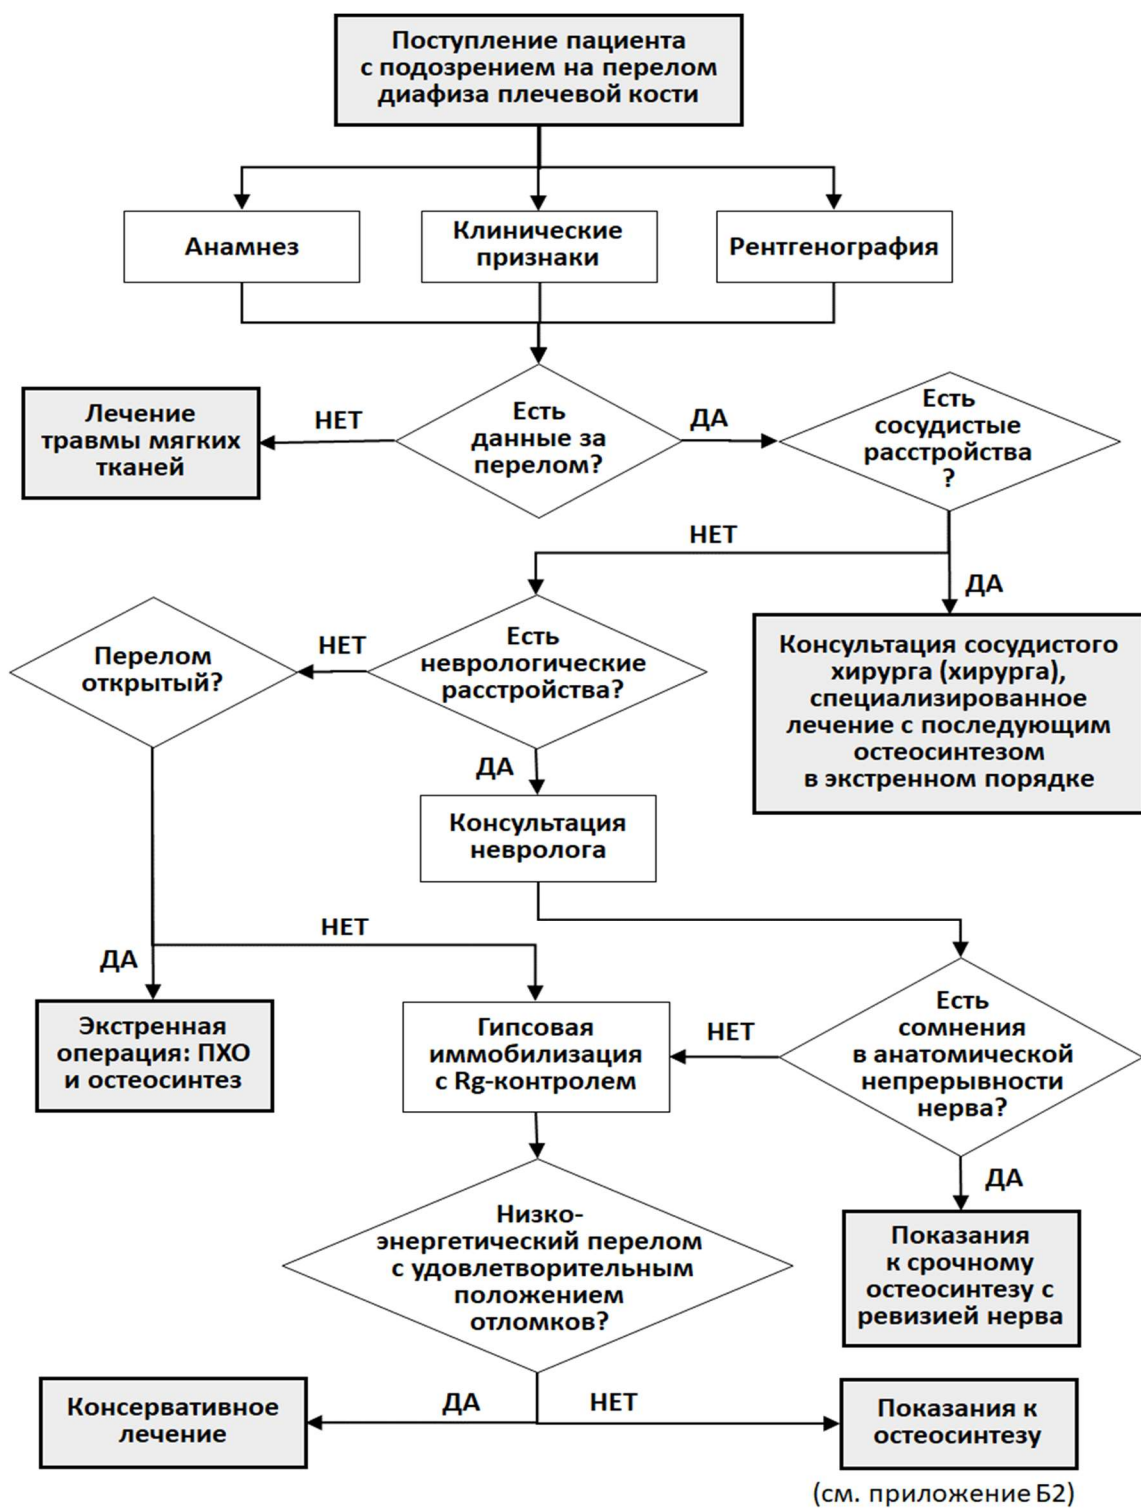 Поступление пациента
с подозрением на перелом
диафиза плечевой кости
Анамнез
Клинические
признаки
Рентгенография
Есть
данные за
перелом?
НЕТ
Лечение
травмы мягких
тканей
ДА
Есть
сосудистые
расстройства
?
НЕТ
ДА
Консультация сосудистого
хирурга (хирурга),
специализированное
лечение с последующим
остеосинтезом
в экстренном порядке
Есть
неврологические
расстройства?
НЕТ
Перелом
открытый?
ДА
Консультация
невролога
НЕТ
ДА
Экстренная
операция: ПХО
и остеосинтез
Гипсовая
иммобилизация
с Rg-контролем
НЕТ
Есть
сомнения
в анатомической
непрерывности
нерва?
ДА
Показания
к срочному
остеосинтезу с
ревизией нерва
Низко-
энергетический перелом
с удовлетворительным
положением
отломков?
ДА
НЕТ
Консервативное
лечение
Показания к
остеосинтезу
(см. приложение Б2)